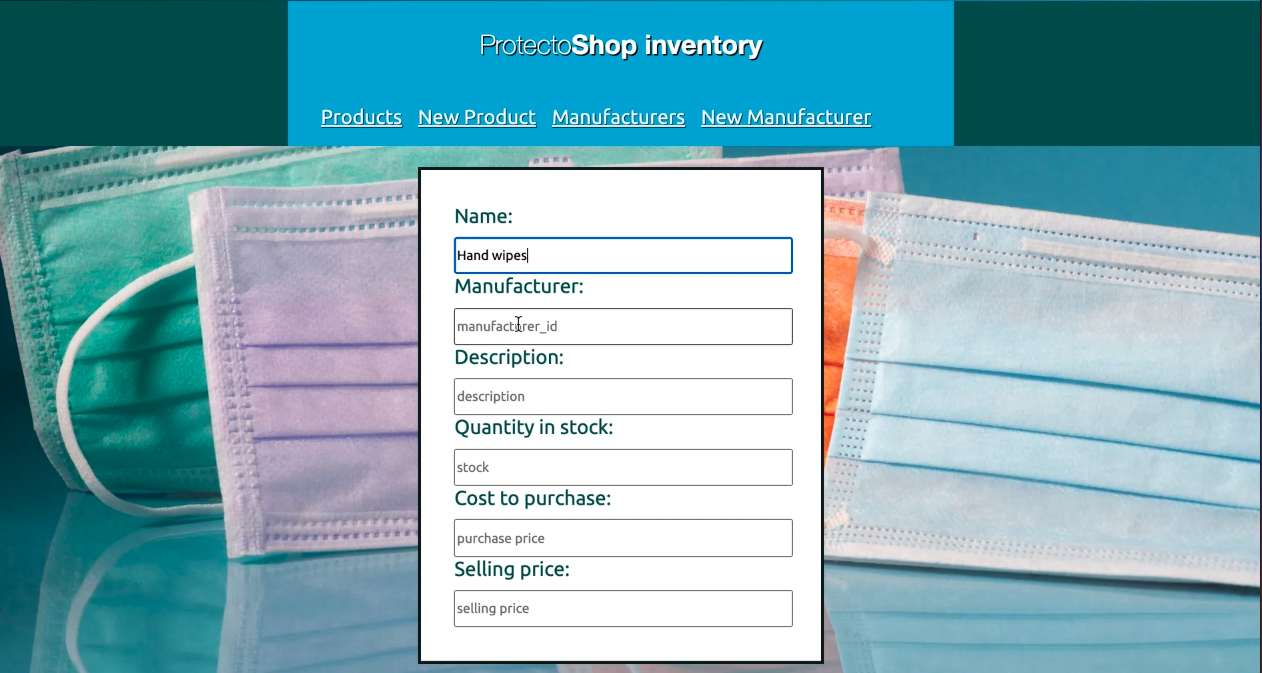 ProtectoShop inventory
Products New Product Manufacturers New Manufacturer
Name:
Hand wipes
Manufacturer:
manufacturer_id
Description:
description
Quantity in stock:
stock
Cost to purchase:
purchase price
Selling price:
selling price